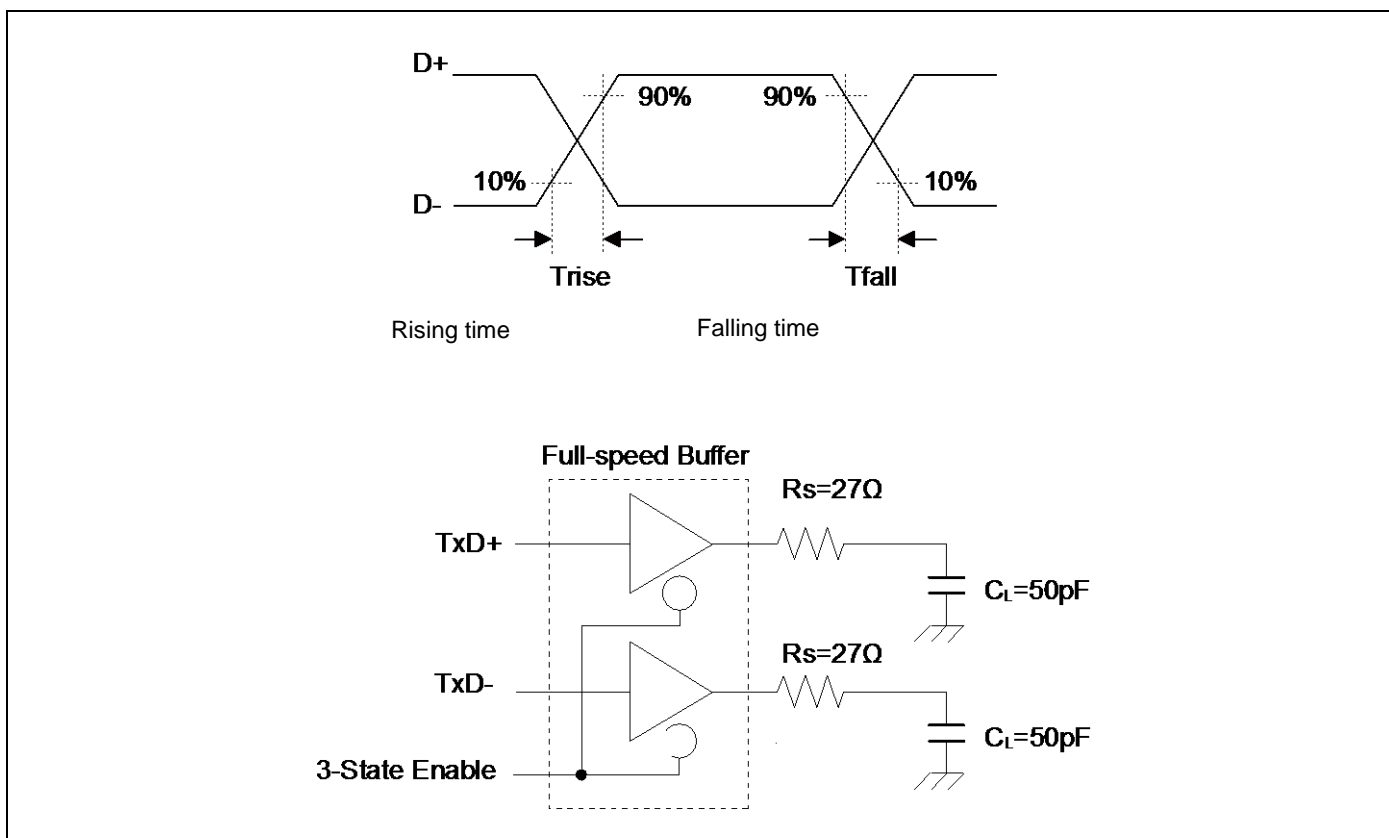 D+
90%
90%
10%
10%
D-
Trise
Tfall
Rising time
Falling time
Full-speed Buffer
Rs=27Ω
TxD+
CL=50pF
Rs=27Ω
TxD-
CL=50pF
3-State Enable